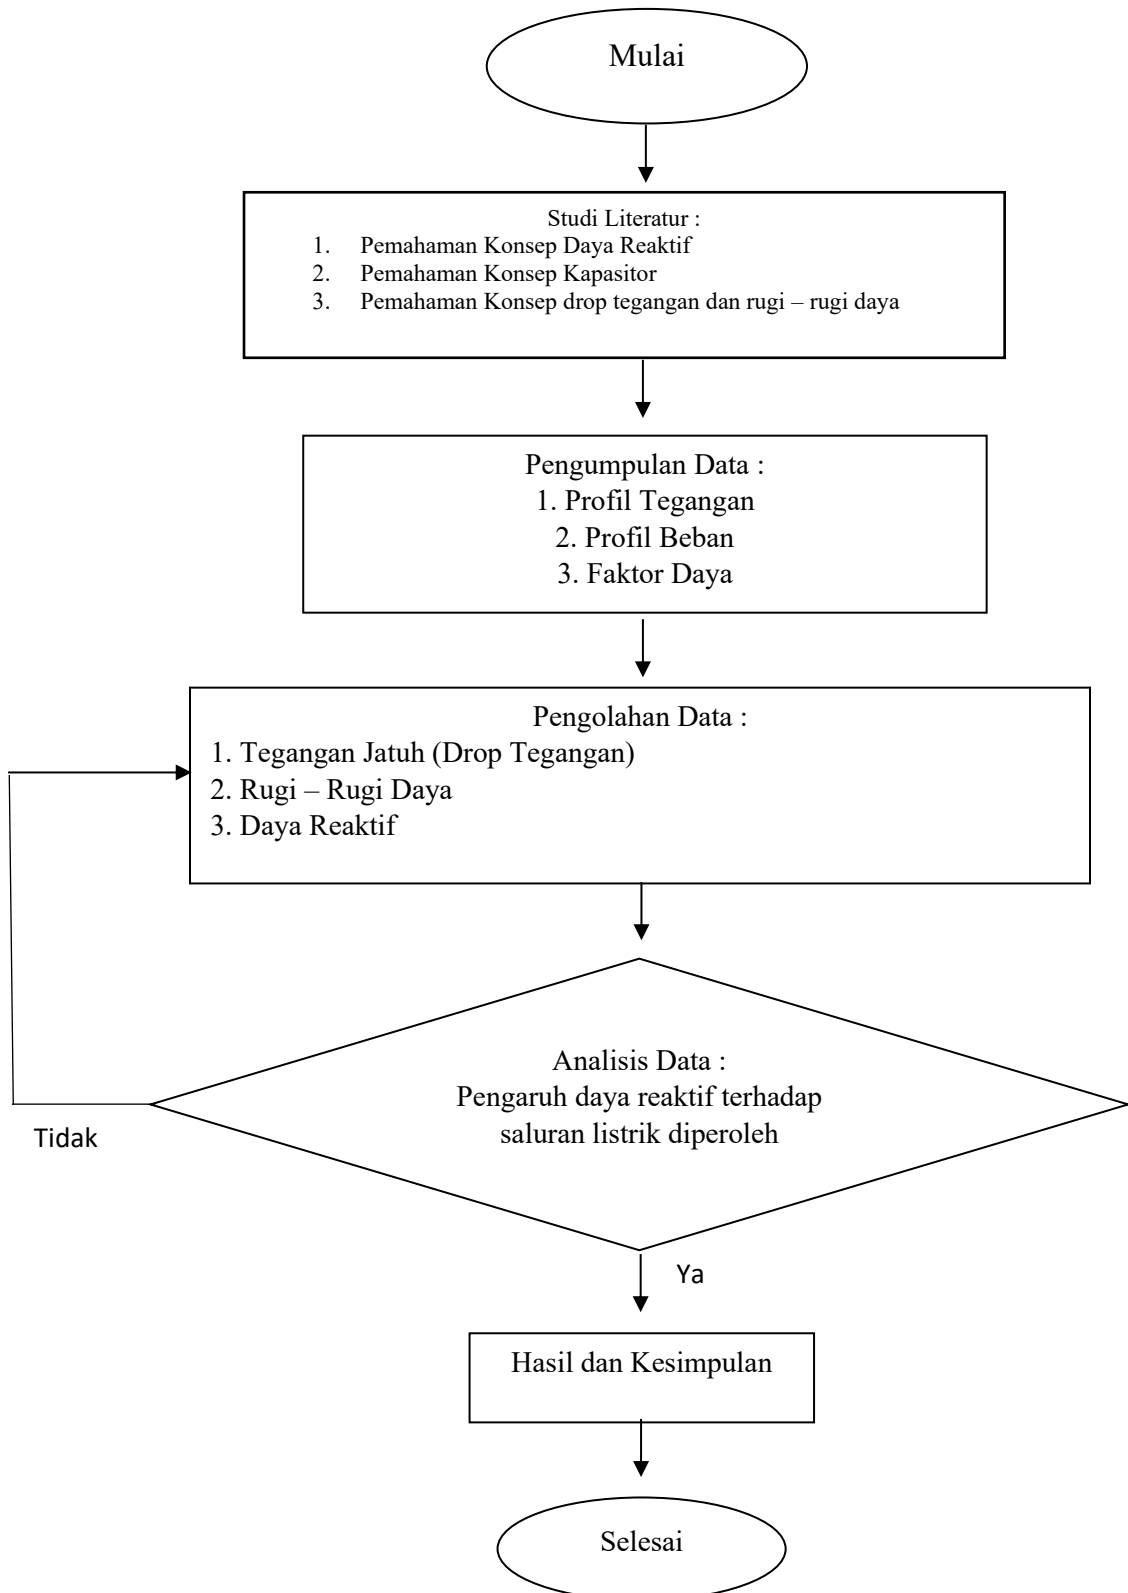 Mulai
Studi Literatur :
1. Pemahaman Konsep Daya Reaktif
2. Pemahaman Konsep Kapasitor
3. Pemahaman Konsep drop tegangan dan rugi – rugi daya
Pengumpulan Data :
1. Profil Tegangan
2. Profil Beban
3. Faktor Daya
Pengolahan Data :
1. Tegangan Jatuh (Drop Tegangan)
2. Rugi – Rugi Daya
3. Daya Reaktif
Analisis Data :
Pengaruh daya reaktif terhadap
saluran listrik diperoleh
Tidak
Ya
Hasil dan Kesimpulan
Selesai